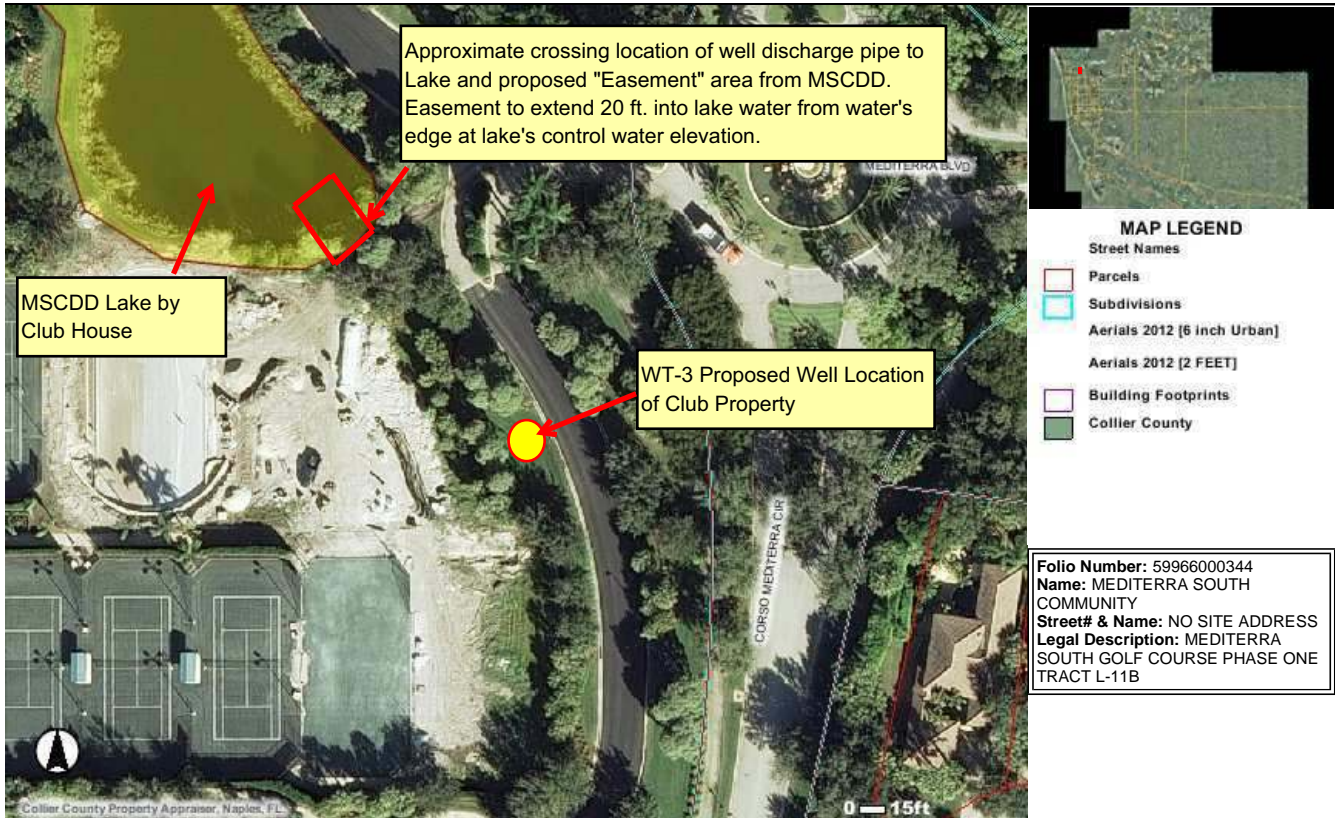 Approximate crossing location of well discharge pipe to
Lake and proposed "Easement" area from MSCDD.
Easement to extend 20 ft. into lake water from water's
edge at lake's control water elevation.
MEDITERRA BLVD
MSCDD Lake by
Club House
WT-3 Proposed Well Location
of Club Property
CORSO MEDITERRA CIR
Collier County Property Appraiser, Naples, FL.
0 15ft
MAP LEGEND
Street Names
Parcels
Subdivisions
Aerials 2012 [6 inch Urban]
Aerials 2012 [2 FEET]
Building Footprints
Collier County
Folio Number: 59966000344
Name: MEDITERRA SOUTH
COMMUNITY
Street# & Name: NO SITE ADDRESS
Legal Description: MEDITERRA
SOUTH GOLF COURSE PHASE ONE
TRACT L-11B